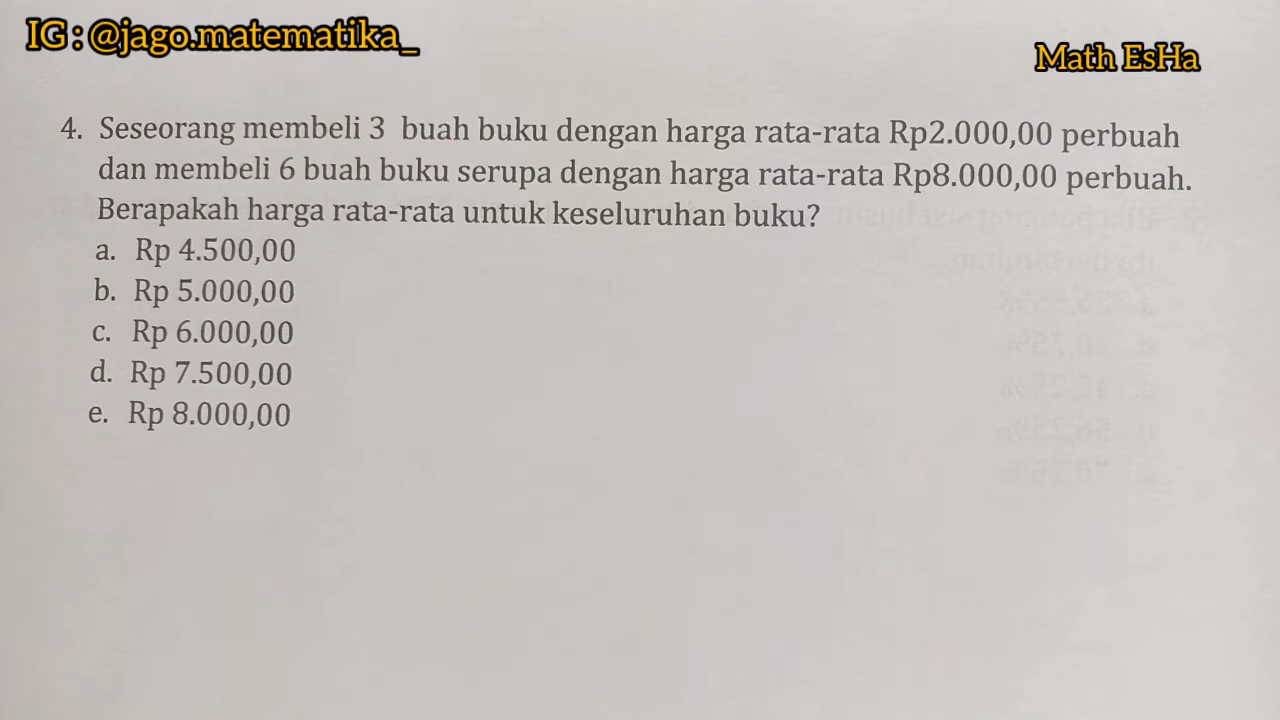 IG : @jago.matematika_
Math EsHa
4. Seseorang membeli 3 buah buku dengan harga rata-rata Rp2.000,00 perbuah
dan membeli 6 buah buku serupa dengan harga rata-rata Rp8.000,00 perbuah.
Berapakah harga rata-rata untuk keseluruhan buku?
a. Rp 4.500,00
b. Rp 5.000,00
c. Rp 6.000,00
d. Rp 7.500,00
e. Rp 8.000,00